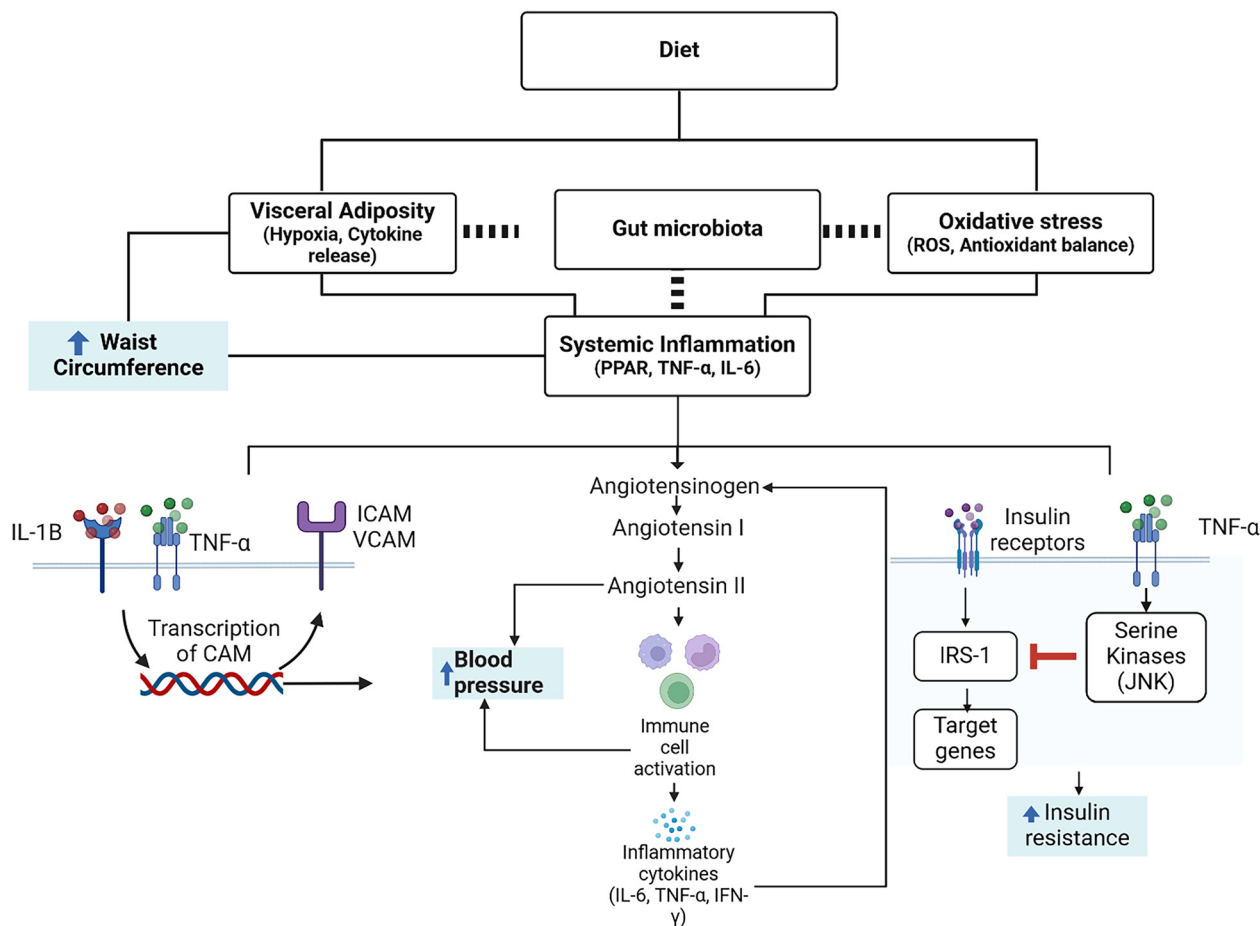 Diet
Visceral Adiposity
(Hypoxia, Cytokine
release)
Gut microbiota
Oxidative stress
(ROS, Antioxidant balance)
Waist
Circumference
Systemic Inflammation
(PPAR, TNF-α, IL-6)
IL-1B
TNF-α
ICAM
VCAM
Transcription
of CAM
Angiotensinogen
Angiotensin I
Angiotensin II
Blood
pressure
Immune
cell
activation
Inflammatory
cytokines
(IL-6, TNF-α, IFN-
γ)
Insulin
receptors
TNF-α
IRS-1
Serine
Kinases
(JNK)
Target
genes
Insulin
resistance